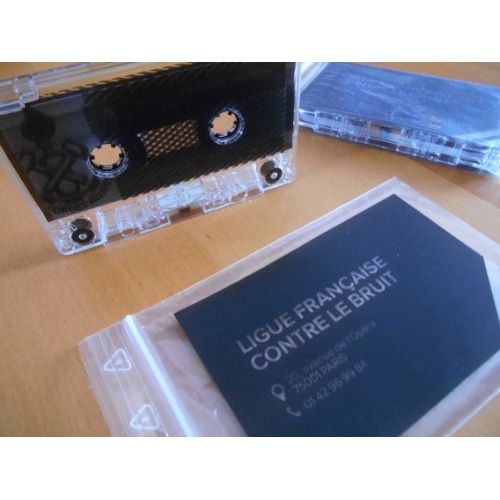 LIGUE FRANÇAISE
CONTRE LE BRUIT
20, avenue de l'Opéra
75001 PARIS
01 42 96 99 84